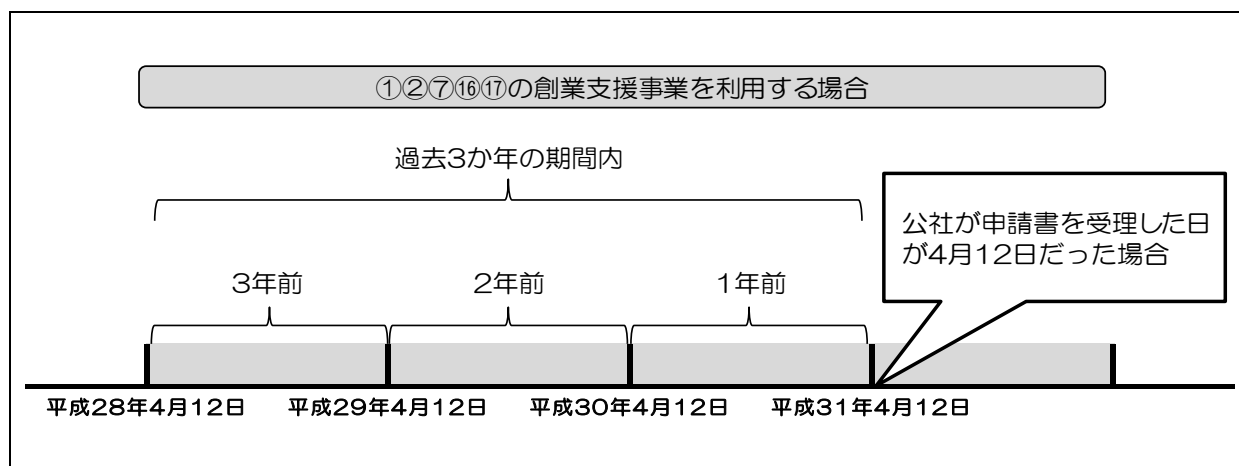 ①②⑦⑯⑰の創業支援事業を利用する場合
過去3か年の期間内
公社が申請書を受理した日
が4月12日だった場合
3年前
2年前
1年前
平成28年4月12日
平成29年4月12日
平成30年4月12日
平成31年4月12日